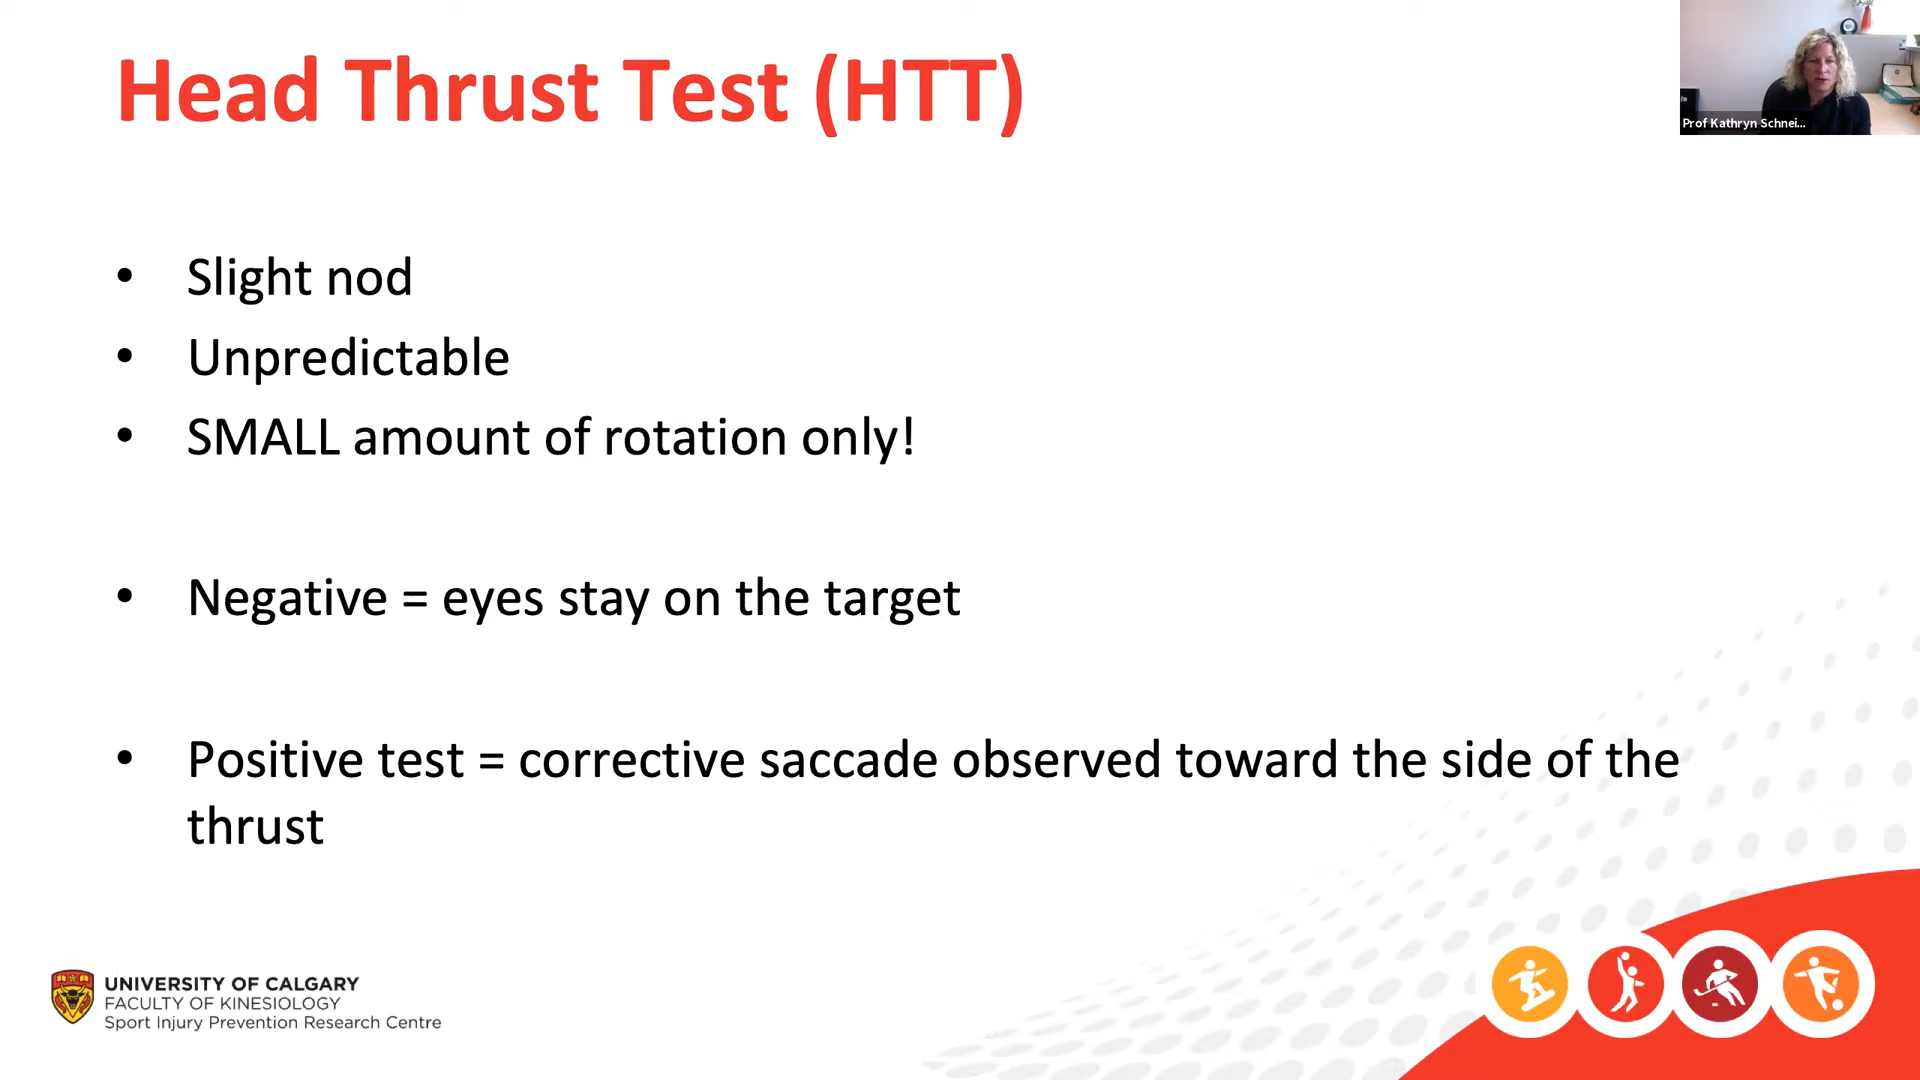 Head Thrust Test (HTT)
Prof Kathryn Schnei...
• Slight nod
• Unpredictable
• SMALL amount of rotation only!
• Negative = eyes stay on the target
• Positive test = corrective saccade observed toward the side of the
thrust
UNIVERSITY OF CALGARY
FACULTY OF KINESIOLOGY
Sport Injury Prevention Research Centre